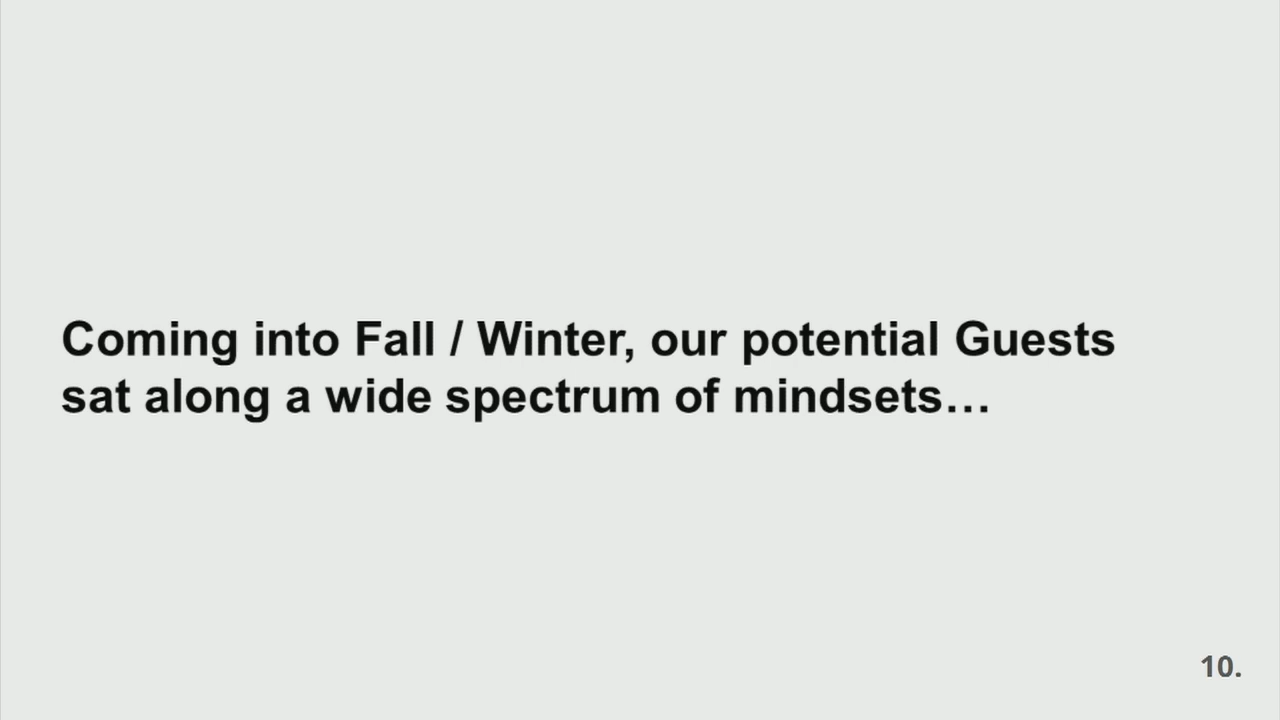 Coming into Fall / Winter, our potential Guests
sat along a wide spectrum of mindsets…
10.